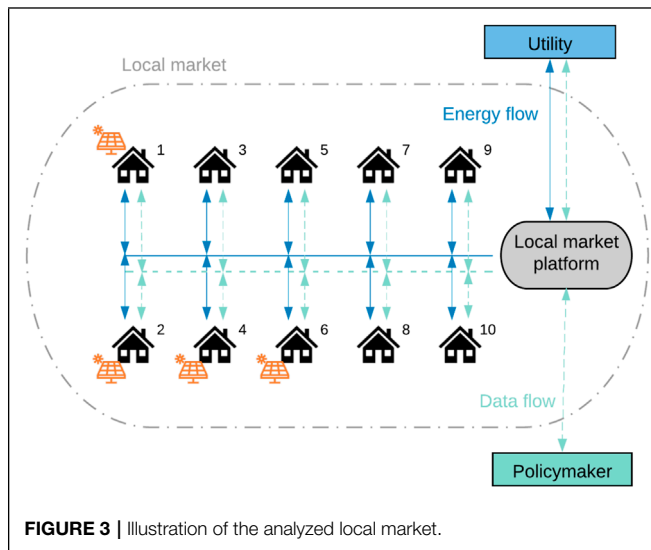 Utility
Local market
Energy flow
1 3 5 7 9
Local market
platform
2 4 6 8 10
Data flow
Policymaker
FIGURE 3 | Illustration of the analyzed local market.